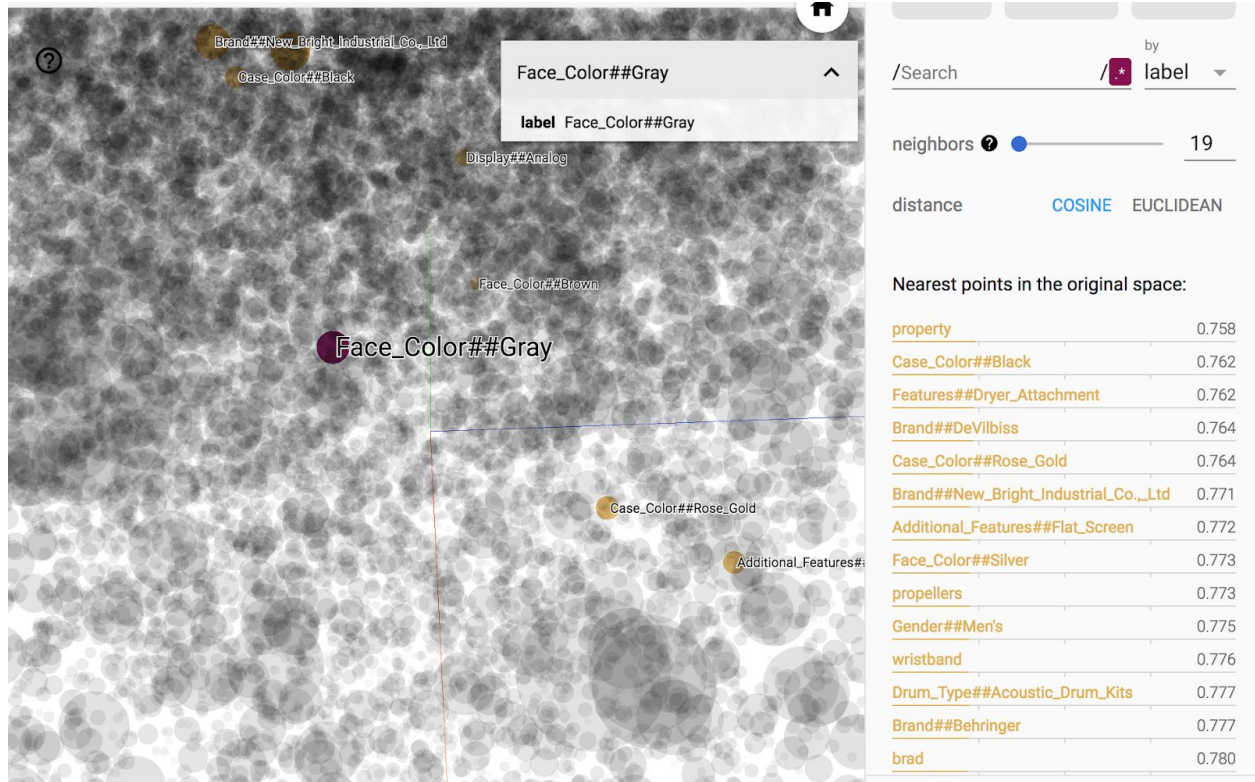 Brand##New_Bright_Industrial_Co.,_Ltd
Case_Color##Black
Face_Color##Gray
label Face_Color##Gray
Display##Analog
Face_Color##Brown
Face_Color##Gray
Case_Color##Rose_Gold
Additional_Features##
by
/Search /.* label
neighbors ? 19
distance COSINE EUCLIDEAN
Nearest points in the original space:
property 0.758
Case_Color##Black 0.762
Features##Dryer_Attachment 0.762
Brand##DeVilbiss 0.764
Case_Color##Rose_Gold 0.764
Brand##New_Bright_Industrial_Co.,_Ltd 0.771
Additional_Features##Flat_Screen 0.772
Face_Color##Silver 0.773
propellers 0.773
Gender##Men's 0.775
wristband 0.776
Drum_Type##Acoustic_Drum_Kits 0.777
Brand##Behringer 0.777
brad 0.780